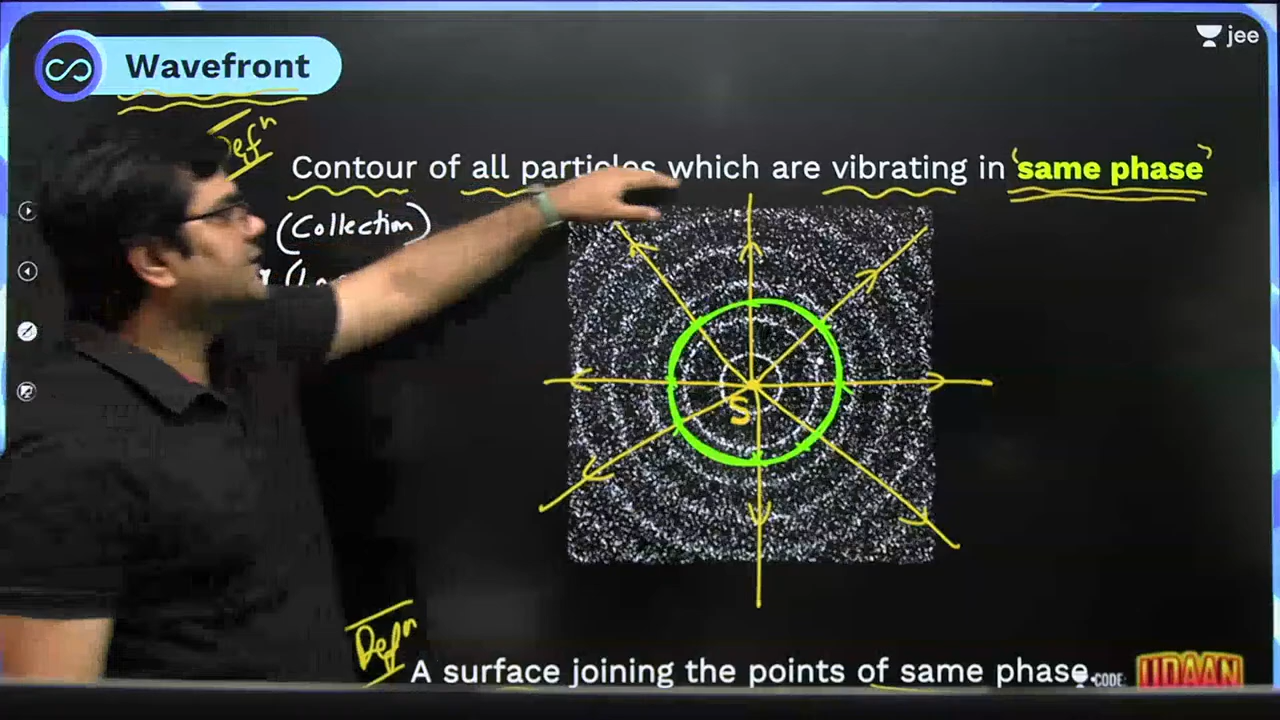 jee
Wavefront
Defⁿ
Contour of all particles which are vibrating in 'same phase'
(Collection)
S
Defⁿ
A surface joining the points of same phase
CODE: UDAAN